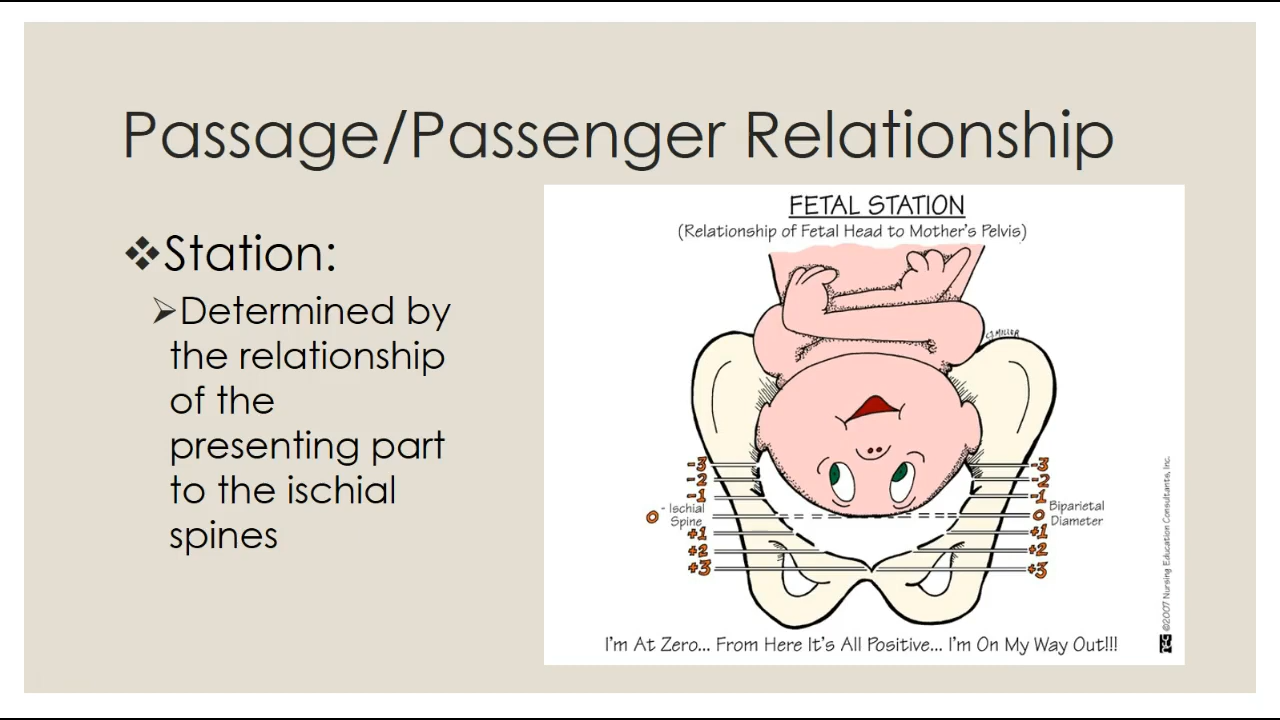 Passage/Passenger Relationship
❖Station:
➢Determined by
the relationship
of the
presenting part
to the ischial
spines
FETAL STATION
(Relationship of Fetal Head to Mother's Pelvis)
CJMILLER
-3 -3
-2 -2
-1 -1
0 - Ischial Spine 0 Biparietal Diameter
+1 +1
+2 +2
+3 +3
©2007 Nursing Education Consultants, Inc.
I'm At Zero... From Here It's All Positive... I'm On My Way Out!!!